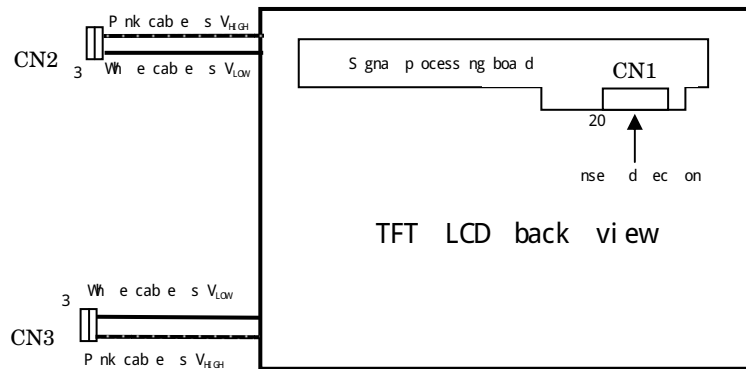 P nk cab e s VHIGH
CN2
3
Wh e cab e s VLOW
S gna p ocess ng boa d
CN1
20
nse d ec on
TFT LCD back view
Wh e cab e s VLOW
3
CN3
P nk cab e s VHIGH